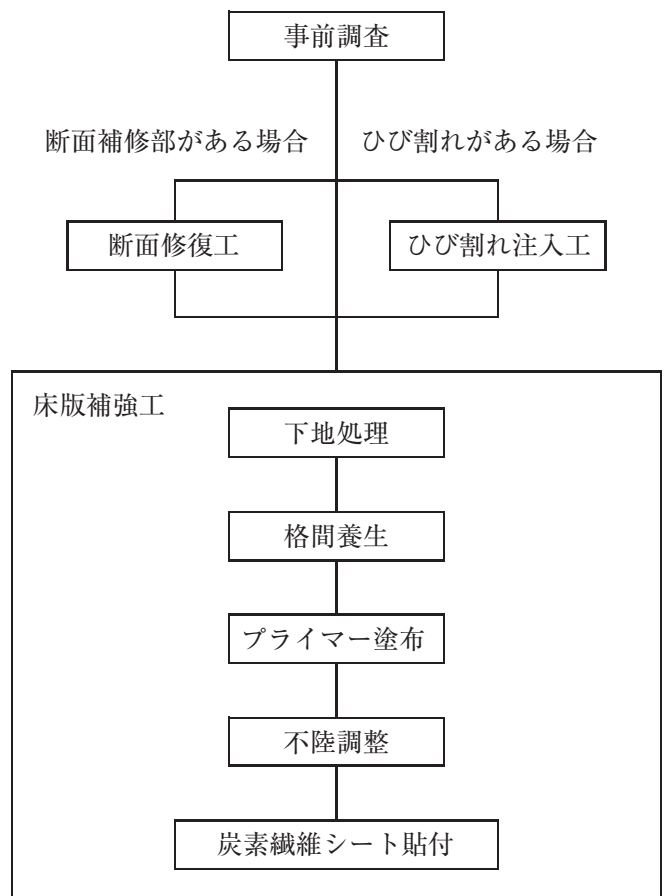 事前調査
断面補修部がある場合
ひび割れがある場合
断面修復工
ひび割れ注入工
床版補強工
下地処理
格間養生
プライマー塗布
不陸調整
炭素繊維シート貼付